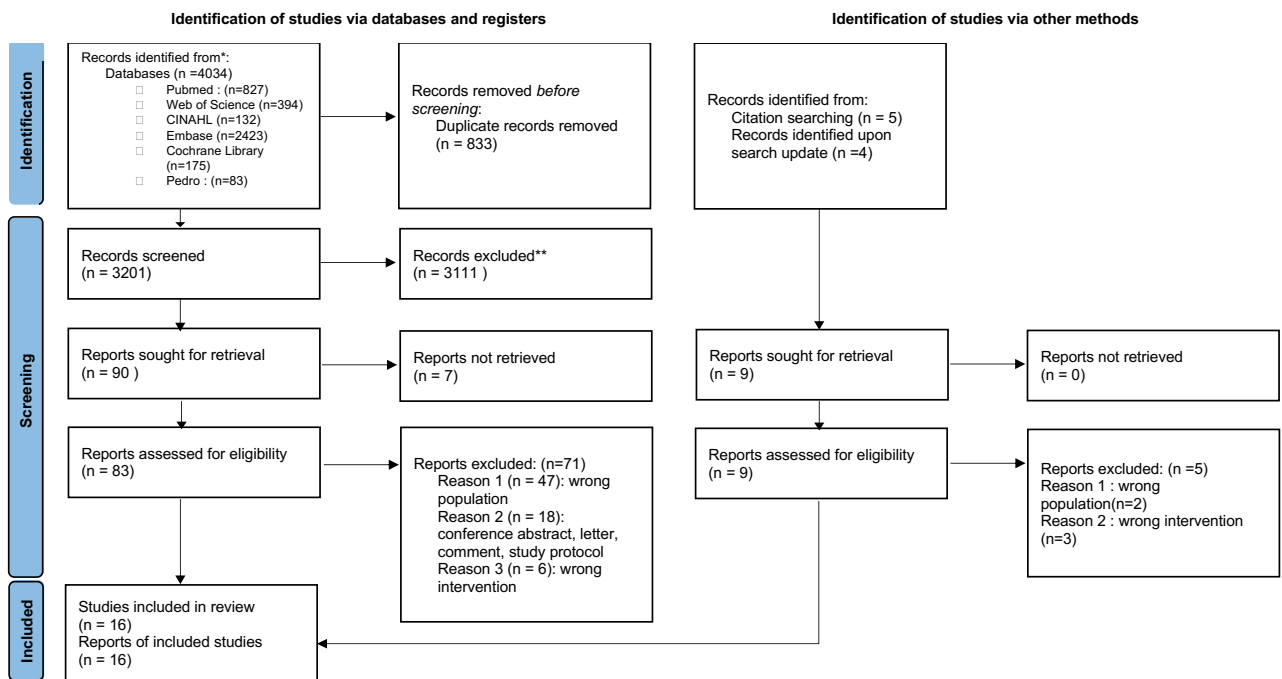 Identification of studies via databases and registers
Identification of studies via other methods
Identification
Records identified from*:
Databases (n =4034)
Pubmed : (n=827)
Web of Science (n=394)
CINAHL (n=132)
Embase (n=2423)
Cochrane Library
(n=175)
Pedro : (n=83)
Records removed before
screening:
Duplicate records removed
(n = 833)
Records identified from:
Citation searching (n = 5)
Records identified upon
search update (n =4)
Screening
Records screened
(n = 3201)
Records excluded**
(n = 3111 )
Reports sought for retrieval
(n = 90 )
Reports not retrieved
(n = 7)
Reports sought for retrieval
(n = 9)
Reports not retrieved
(n = 0)
Reports assessed for eligibility
(n = 83)
Reports excluded: (n=71)
Reason 1 (n = 47): wrong
population
Reason 2 (n = 18):
conference abstract, letter,
comment, study protocol
Reason 3 (n = 6): wrong
intervention
Reports assessed for eligibility
(n = 9)
Reports excluded: (n =5)
Reason 1 : wrong
population(n=2)
Reason 2 : wrong intervention
(n=3)
Included
Studies included in review
(n = 16)
Reports of included studies
(n = 16)